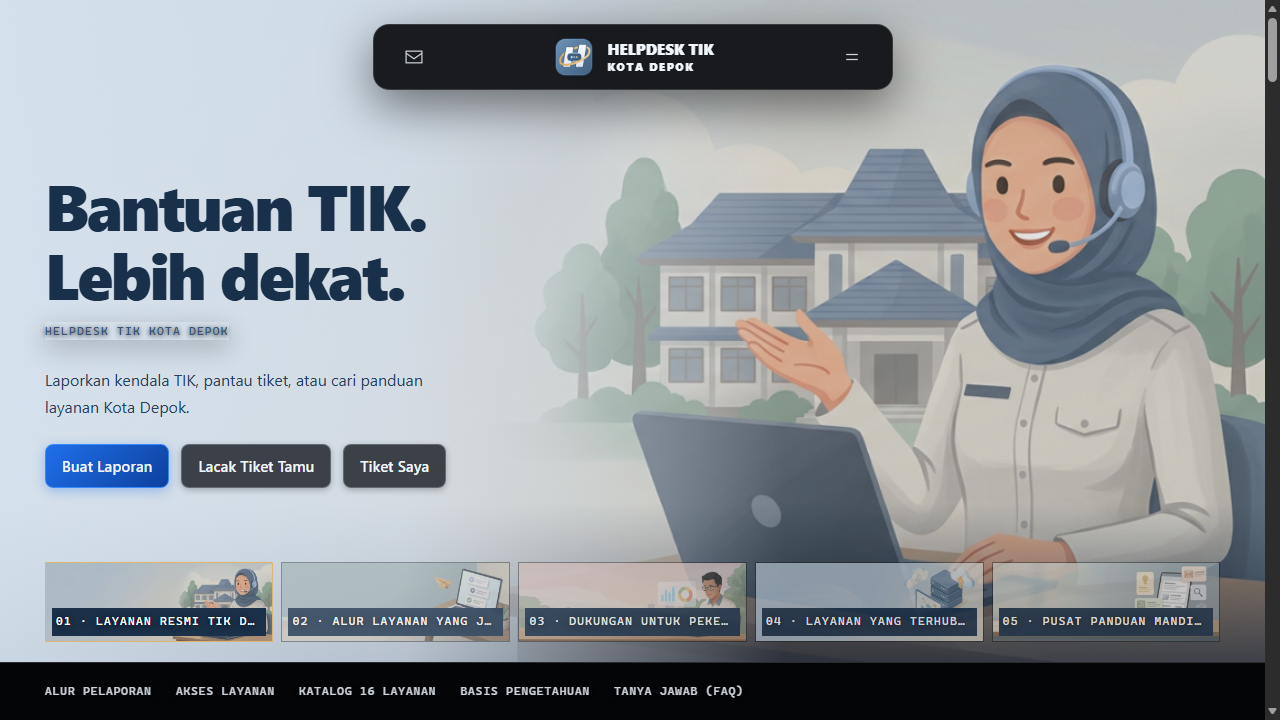 HELPDESK TIK
KOTA DEPOK
Bantuan TIK.
Lebih dekat.
HELPDESK TIK KOTA DEPOK
Laporkan kendala TIK, pantau tiket, atau cari panduan
layanan Kota Depok.
Buat Laporan
Lacak Tiket Tamu
Tiket Saya
01 · LAYANAN RESMI TIK D…
02 · ALUR LAYANAN YANG J…
03 · DUKUNGAN UNTUK PEKE…
04 · LAYANAN YANG TERHUB…
05 · PUSAT PANDUAN MANDI…
ALUR PELAPORAN
AKSES LAYANAN
KATALOG 16 LAYANAN
BASIS PENGETAHUAN
TANYA JAWAB (FAQ)